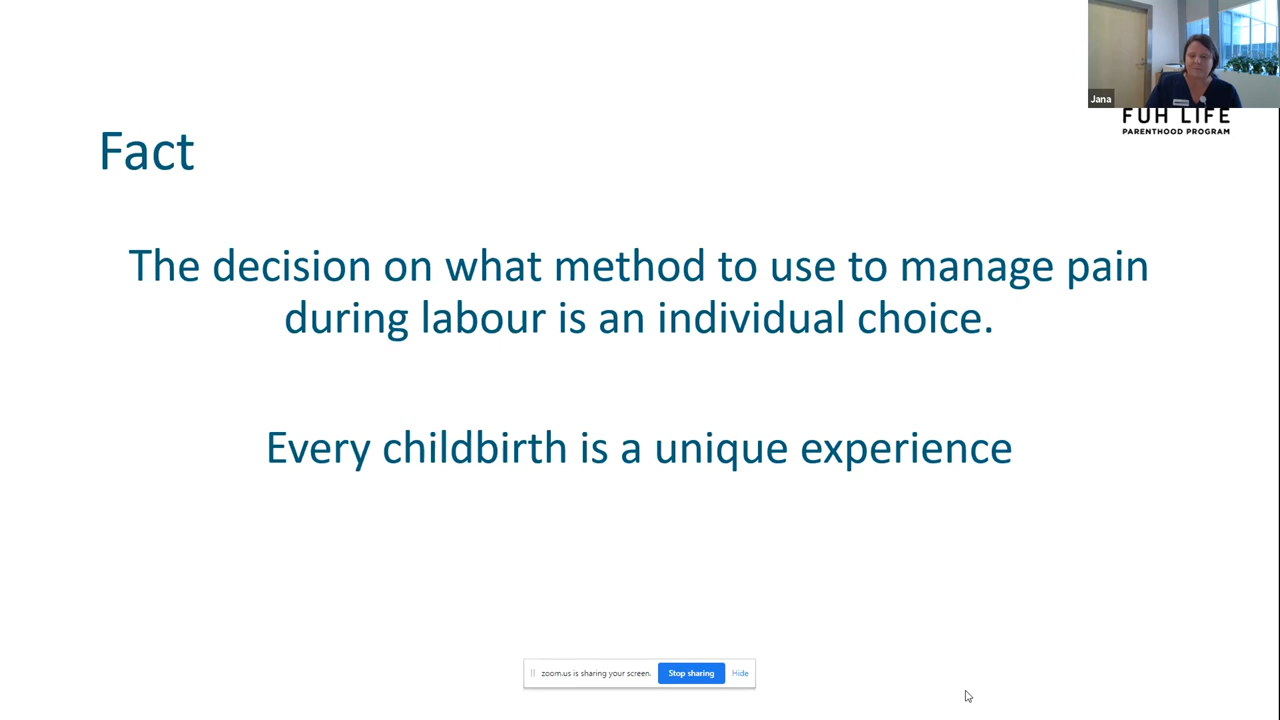 Jana
FUH LIFE
PARENTHOOD PROGRAM
Fact
The decision on what method to use to manage pain
during labour is an individual choice.
Every childbirth is a unique experience
zoom.us is sharing your screen.
Stop sharing
Hide